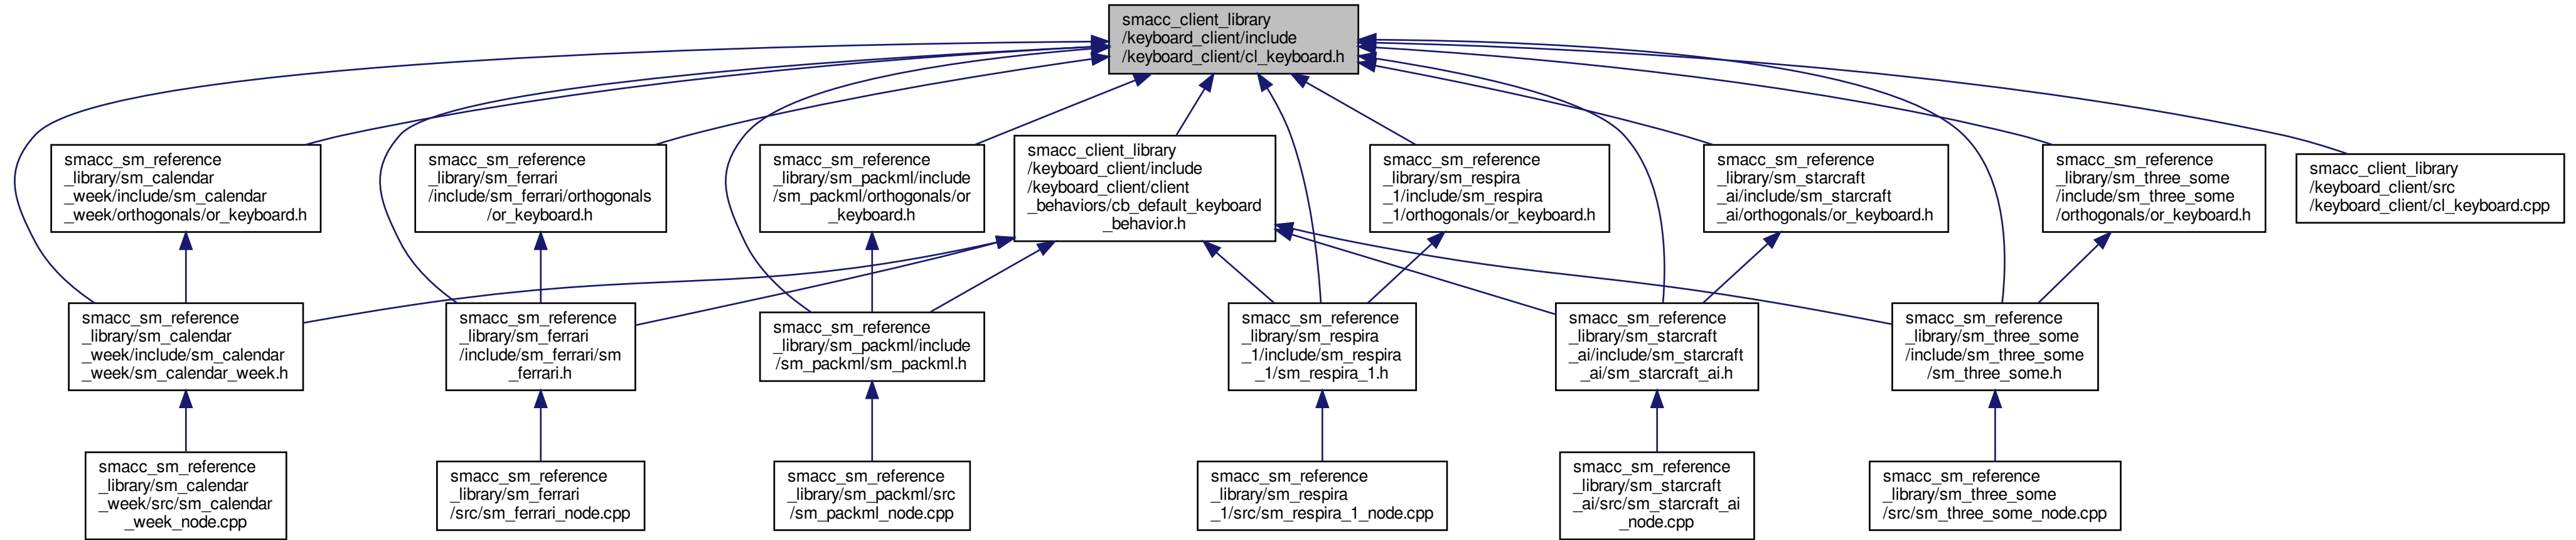 smacc_client_library
/keyboard_client/include
/keyboard_client/cl_keyboard.h
smacc_sm_reference
_library/sm_calendar
_week/include/sm_calendar
_week/orthogonals/or_keyboard.h
smacc_sm_reference
_library/sm_ferrari
/include/sm_ferrari/orthogonals
/or_keyboard.h
smacc_sm_reference
_library/sm_packml/include
/sm_packml/orthogonals/or
_keyboard.h
smacc_client_library
/keyboard_client/include
/keyboard_client/client
_behaviors/cb_default_keyboard
_behavior.h
smacc_sm_reference
_library/sm_respira
_1/include/sm_respira
_1/orthogonals/or_keyboard.h
smacc_sm_reference
_library/sm_starcraft
_ai/include/sm_starcraft
_ai/orthogonals/or_keyboard.h
smacc_sm_reference
_library/sm_three_some
/include/sm_three_some
/orthogonals/or_keyboard.h
smacc_client_library
/keyboard_client/src
/keyboard_client/cl_keyboard.cpp
smacc_sm_reference
_library/sm_calendar
_week/include/sm_calendar
_week/sm_calendar_week.h
smacc_sm_reference
_library/sm_ferrari
/include/sm_ferrari/sm
_ferrari.h
smacc_sm_reference
_library/sm_packml/include
/sm_packml/sm_packml.h
smacc_sm_reference
_library/sm_respira
_1/include/sm_respira
_1/sm_respira_1.h
smacc_sm_reference
_library/sm_starcraft
_ai/include/sm_starcraft
_ai/sm_starcraft_ai.h
smacc_sm_reference
_library/sm_three_some
/include/sm_three_some
/sm_three_some.h
smacc_sm_reference
_library/sm_calendar
_week/src/sm_calendar
_week_node.cpp
smacc_sm_reference
_library/sm_ferrari
/src/sm_ferrari_node.cpp
smacc_sm_reference
_library/sm_packml/src
/sm_packml_node.cpp
smacc_sm_reference
_library/sm_respira
_1/src/sm_respira_1_node.cpp
smacc_sm_reference
_library/sm_starcraft
_ai/src/sm_starcraft_ai
_node.cpp
smacc_sm_reference
_library/sm_three_some
/src/sm_three_some_node.cpp